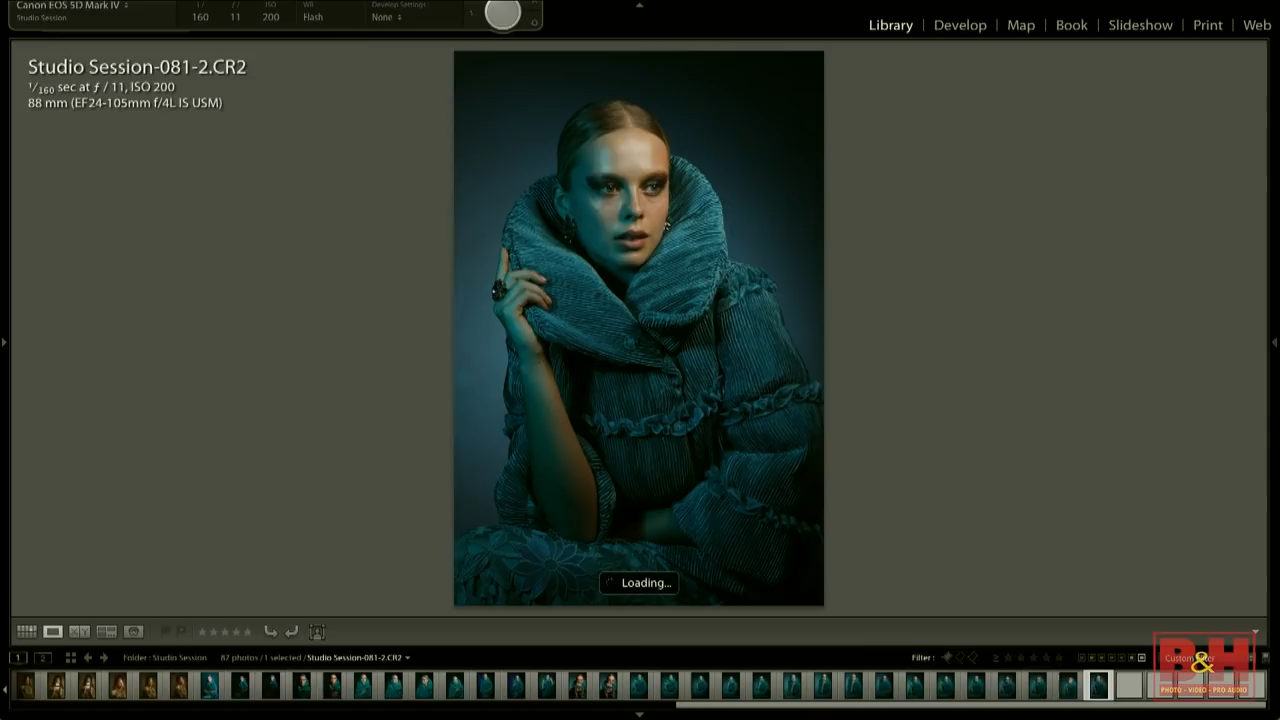 Canon EOS 5D Mark IV
Studio Session
1 /
160
f /
11
ISO
200
WB
Flash
Develop Settings
None
Library | Develop | Map | Book | Slideshow | Print | Web
Studio Session-081-2.CR2
1/160 sec at ƒ / 11, ISO 200
88 mm (EF24-105mm f/4L IS USM)
Loading...
1 2 Folder : Studio Session 87 photos / 1 selected / Studio Session-081-2.CR2 Filter :
B&H
PHOTO - VIDEO - PRO AUDIO